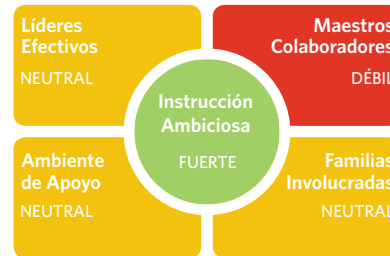 Líderes
Efectivos
NEUTRAL
Maestros
Colaboradores
DÉBIL
Instrucción
Ambiciosa
FUERTE
Ambiente
de Apoyo
NEUTRAL
Familias
Involucradas
NEUTRAL